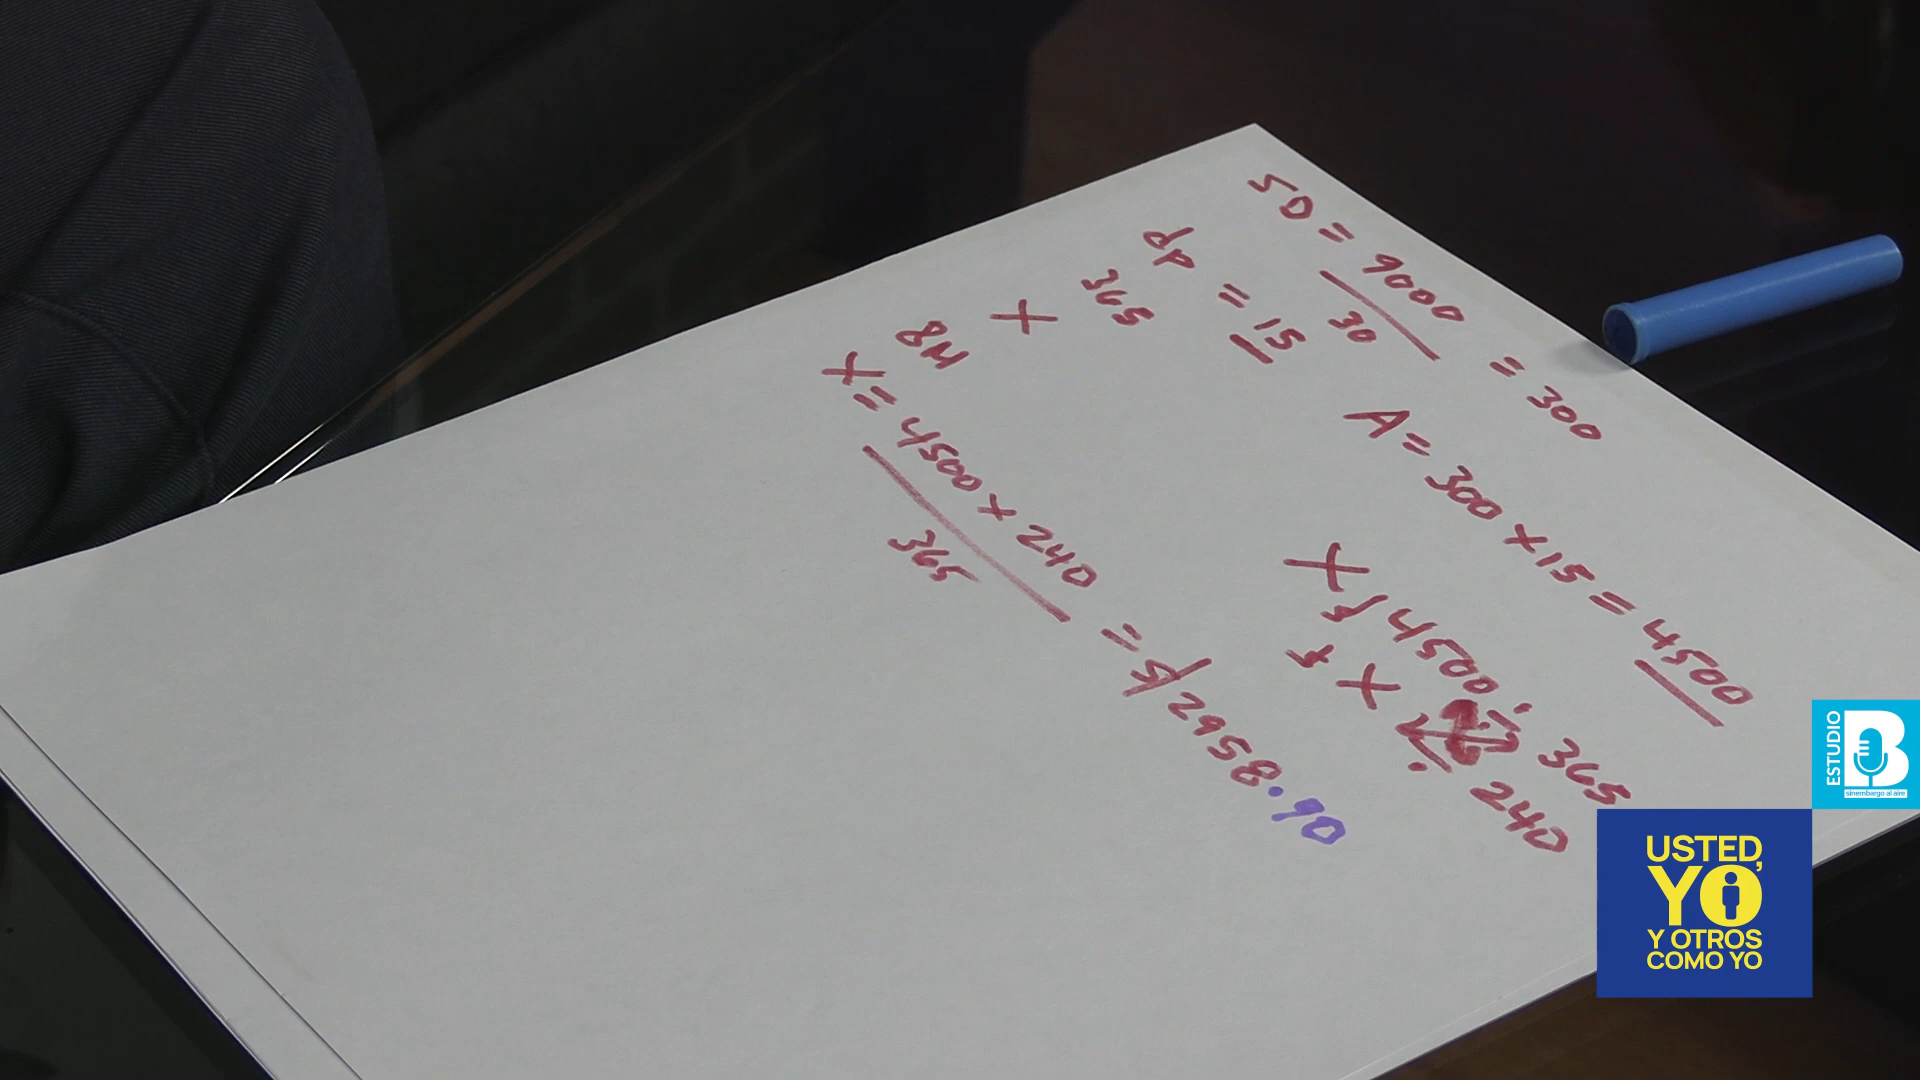 SD = 9000 = 300
30
dp = 15
A = 300 x 15 = 4500
365 X $ 4500 365
X 8M $ X 240
X = 4500 x 240 = $ 2958.90
365
ESTUDIO B
sinembargo al aire
USTED,
YO
Y OTROS
COMO YO